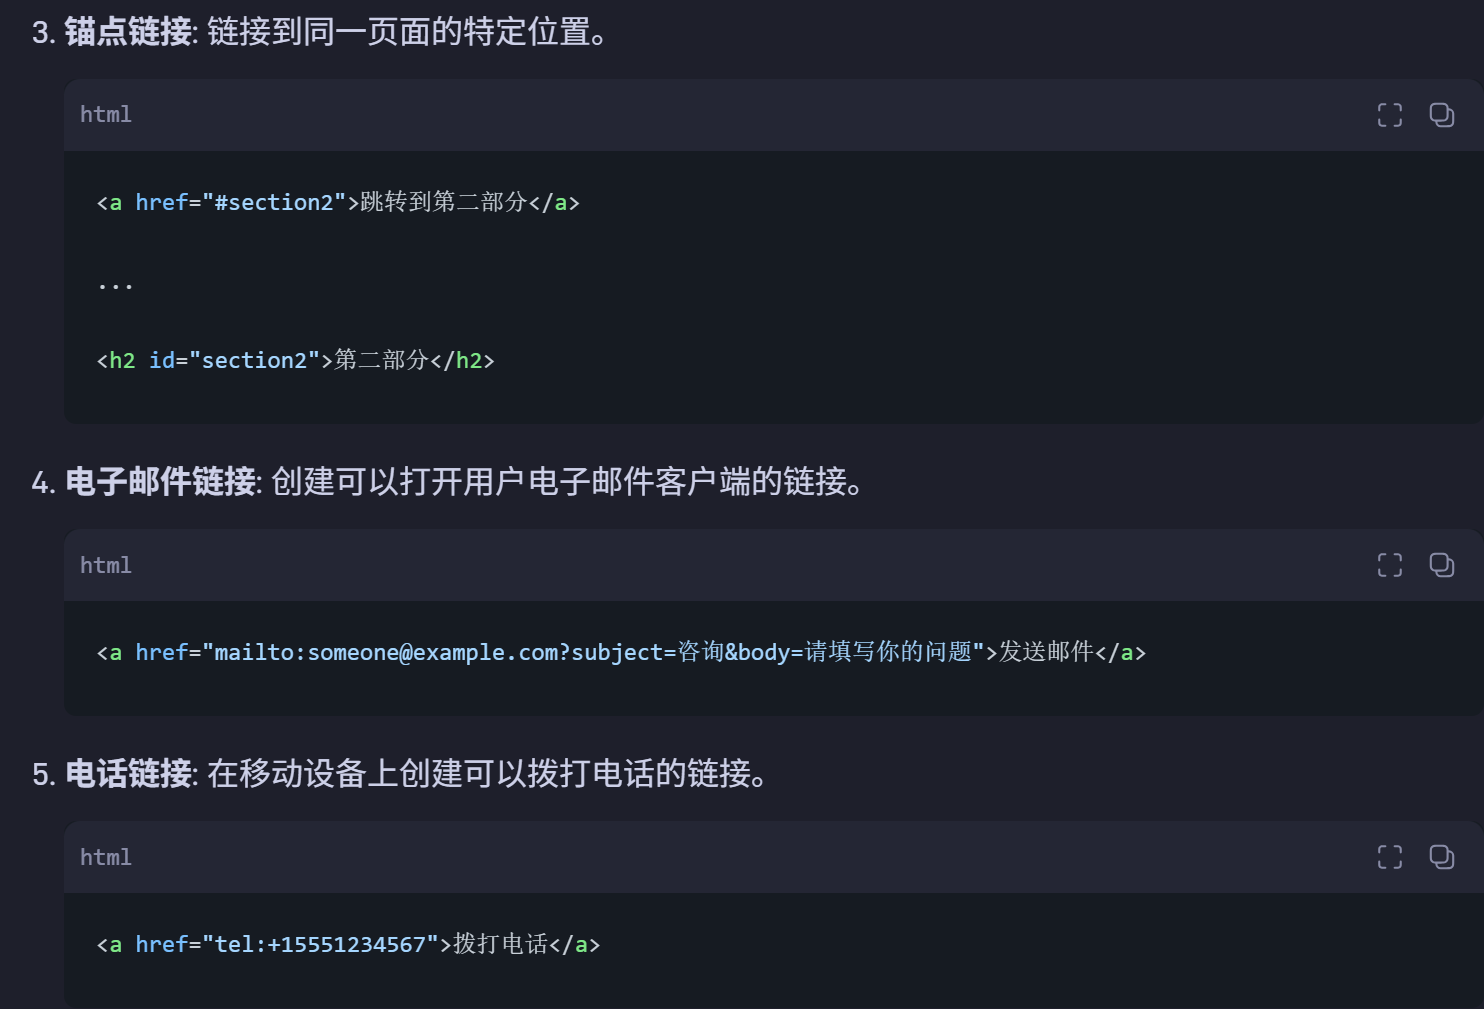 3. 锚点链接: 链接到同一页面的特定位置。
html
<a href="#section2">跳转到第二部分</a>
...
<h2 id="section2">第二部分</h2>
4. 电子邮件链接: 创建可以打开用户电子邮件客户端的链接。
html
<a href="mailto:someone@example.com?subject=咨询&body=请填写你的问题">发送邮件</a>
5. 电话链接: 在移动设备上创建可以拨打电话的链接。
html
<a href="tel:+15551234567">拨打电话</a>